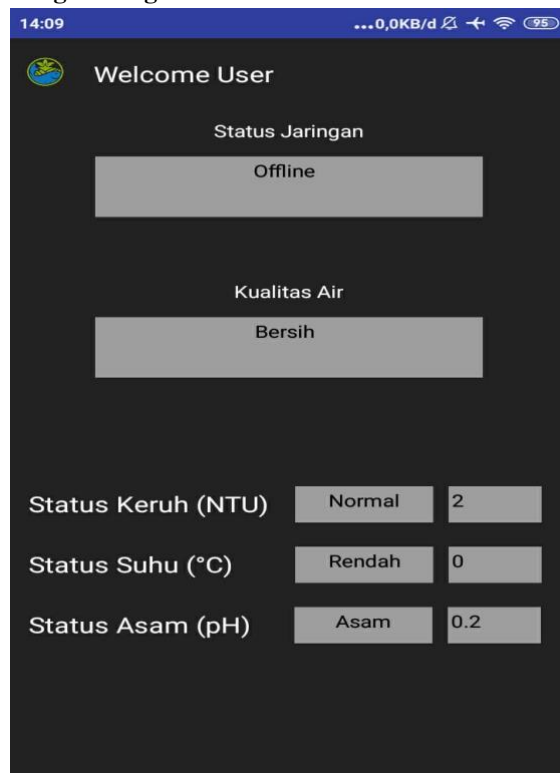 14:09 ...0,0KB/d 95
Welcome User
Status Jaringan
Offline
Kualitas Air
Bersih
Status Keruh (NTU) Normal 2
Status Suhu (°C) Rendah 0
Status Asam (pH) Asam 0.2